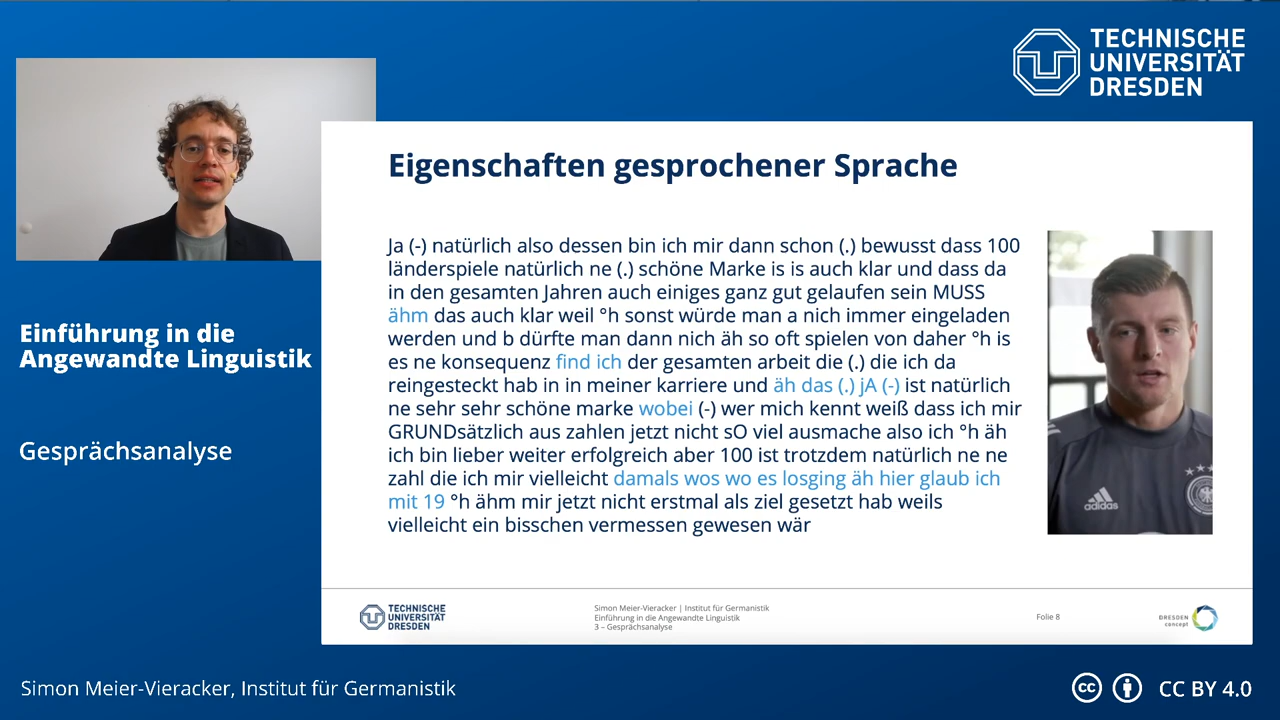 TECHNISCHE
UNIVERSITÄT
DRESDEN
Eigenschaften gesprochener Sprache
Ja (-) natürlich also dessen bin ich mir dann schon (.) bewusst dass 100
länderspiele natürlich ne (.) schöne Marke is is auch klar und dass da
in den gesamten Jahren auch einiges ganz gut gelaufen sein MUSS
ähm das auch klar weil °h sonst würde man a nich immer eingeladen
werden und b dürfte man dann nich äh so oft spielen von daher °h is
es ne konsequenz find ich der gesamten arbeit die (.) die ich da
reingesteckt hab in in meiner karriere und äh das (.) jA (-) ist natürlich
ne sehr sehr schöne marke wobei (-) wer mich kennt weiß dass ich mir
GRUNDsätzlich aus zahlen jetzt nicht sO viel ausmache also ich °h äh
ich bin lieber weiter erfolgreich aber 100 ist trotzdem natürlich ne ne
zahl die ich mir vielleicht damals wos wo es losging äh hier glaub ich
mit 19 °h ähm mir jetzt nicht erstmal als ziel gesetzt hab weils
vielleicht ein bisschen vermessen gewesen wär
adidas
Einführung in die
Angewandte Linguistik
Gesprächsanalyse
TECHNISCHE
UNIVERSITÄT
DRESDEN
Simon Meier-Vieracker | Institut für Germanistik
Einführung in die Angewandte Linguistik
3 – Gesprächsanalyse
Folie 8
DRESDEN
concept
Simon Meier-Vieracker, Institut für Germanistik
cc
CC BY 4.0